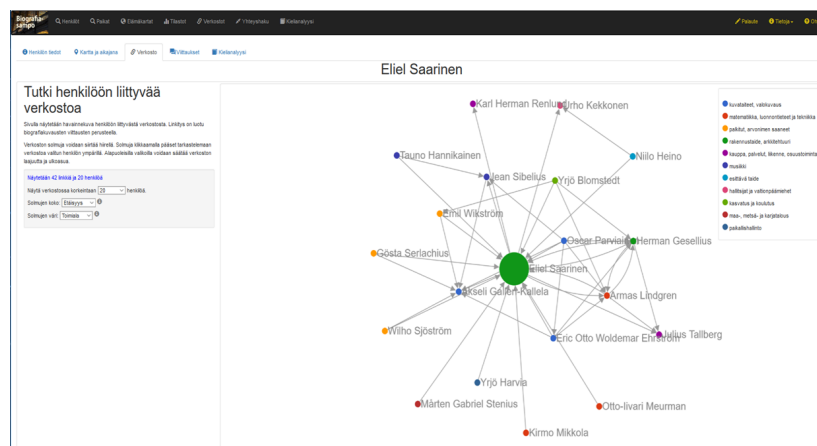 Biografia-
sampo
Henkilöt
Paikat
Elämäkartat
Tilastot
Verkostot
Yhteyshaku
Kielianalyysi
Palaute
Tietoja
Henkilön tiedot
Kartta ja aikajana
Verkosto
Viittaukset
Kielianalyysi
Eliel Saarinen
Tutki henkilöön liittyvää
verkostoa
Sivulla näytetään havainnekuva henkilöön liittyvästä verkostosta. Linkitys on luotu
biografiakuvausten viittausten perusteella.
Verkoston solmuja voidaan siirtää hiirellä. Solmuja klikkaamalla pääset tarkastelemaan
verkostoa valitun henkilön ympärillä. Alapuolella valikoilla voidaan säätää verkoston
laajuutta ja ulkoasua.
Näytetään 42 linkkiä ja 20 henkilöä
Näytä verkostossa korkeintaan 20 henkilöä.
Solmujen koko: Etäisyys
Solmujen väri: Toimiala
Karl Herman Renlund
Urho Kekkonen
Tauno Hannikainen
Niilo Heino
Jean Sibelius
Yrjö Blomstedt
Emil Wikström
Oscar Parviainen
Herman Gesellius
Gösta Serlachius
Eliel Saarinen
Akseli Gallen-Kallela
Armas Lindgren
Wilho Sjöström
Eric Otto Woldemar Ehrström
Julius Tallberg
Yrjö Harvia
Mårten Gabriel Stenius
Otto-Iivari Meurman
Kirmo Mikkola
kuvataiteet, valokuvaus
matematiikka, luonnontieteet ja tekniikka
palkitut, arvonimen saaneet
rakennustaide, arkkitehtuuri
kauppa, palvelut, liikenne, osuustoiminta
musiikki
esittävä taide
hallitsijat ja valtionpäämiehet
kasvatus ja koulutus
maa-, metsä- ja karjatalous
paikallishallinto